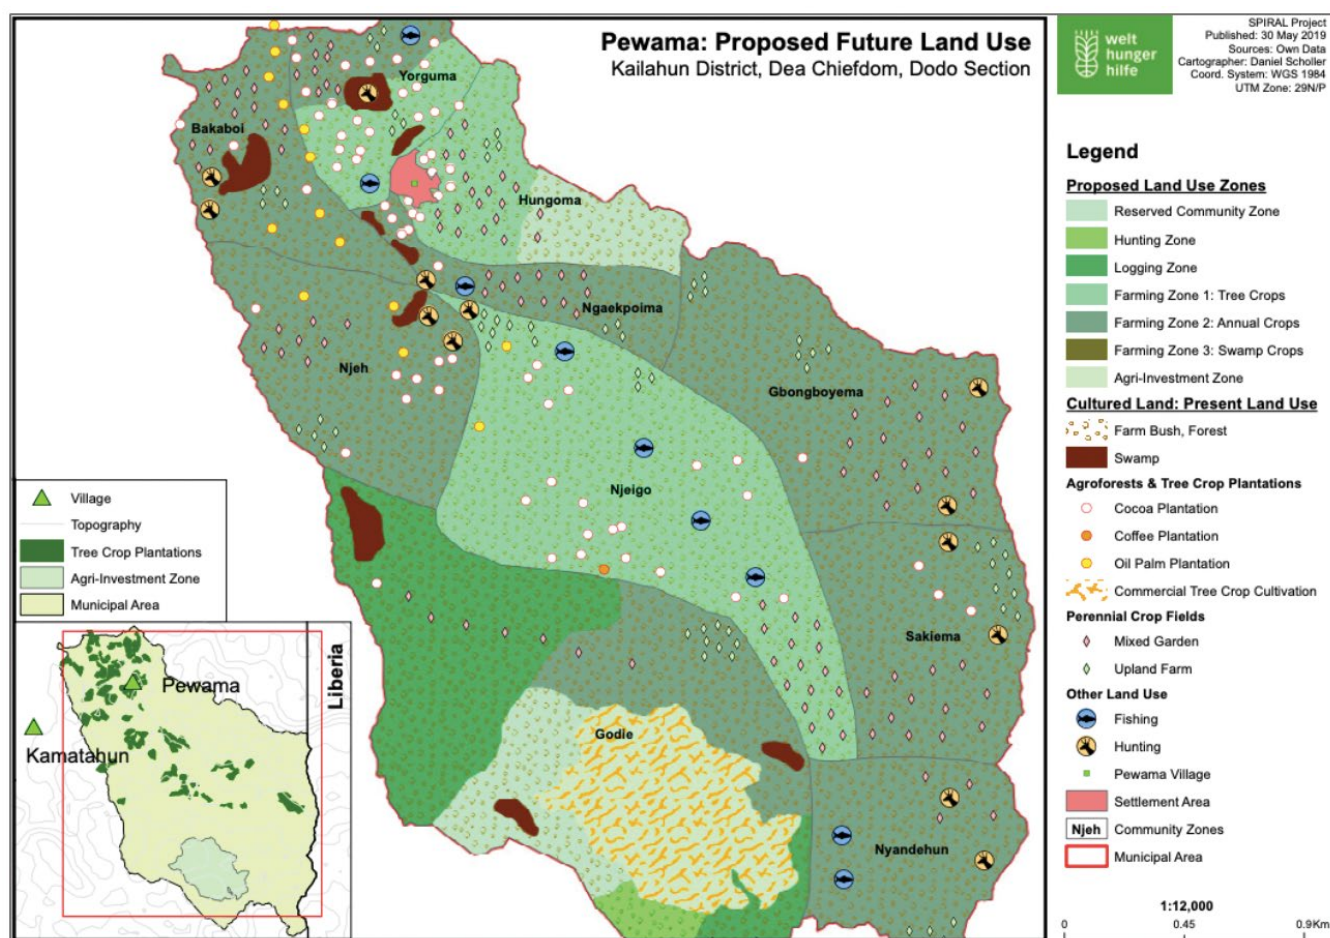 Pewama: Proposed Future Land Use
Kailahun District, Dea Chiefdom, Dodo Section
welt
hunger
hilfe
SPIRAL Project
Published: 30 May 2019
Sources: Own Data
Cartographer: Daniel Scholler
Coord. System: WGS 1984
UTM Zone: 29N/P
Yorguma
Bakaboi
Hungoma
Ngaekpoima
Njeh
Gbongboyema
Njeigo
Sakiema
Godie
Nyandehun
Legend
Proposed Land Use Zones
Reserved Community Zone
Hunting Zone
Logging Zone
Farming Zone 1: Tree Crops
Farming Zone 2: Annual Crops
Farming Zone 3: Swamp Crops
Agri-Investment Zone
Cultured Land: Present Land Use
Farm Bush, Forest
Swamp
Agroforests & Tree Crop Plantations
Cocoa Plantation
Coffee Plantation
Oil Palm Plantation
Commercial Tree Crop Cultivation
Perennial Crop Fields
Mixed Garden
Upland Farm
Other Land Use
Fishing
Hunting
Pewama Village
Settlement Area
Njeh Community Zones
Municipal Area
1:12,000
0 0.45 0.9Km
Village
Topography
Tree Crop Plantations
Agri-Investment Zone
Municipal Area
Pewama
Kamatahun
Liberia